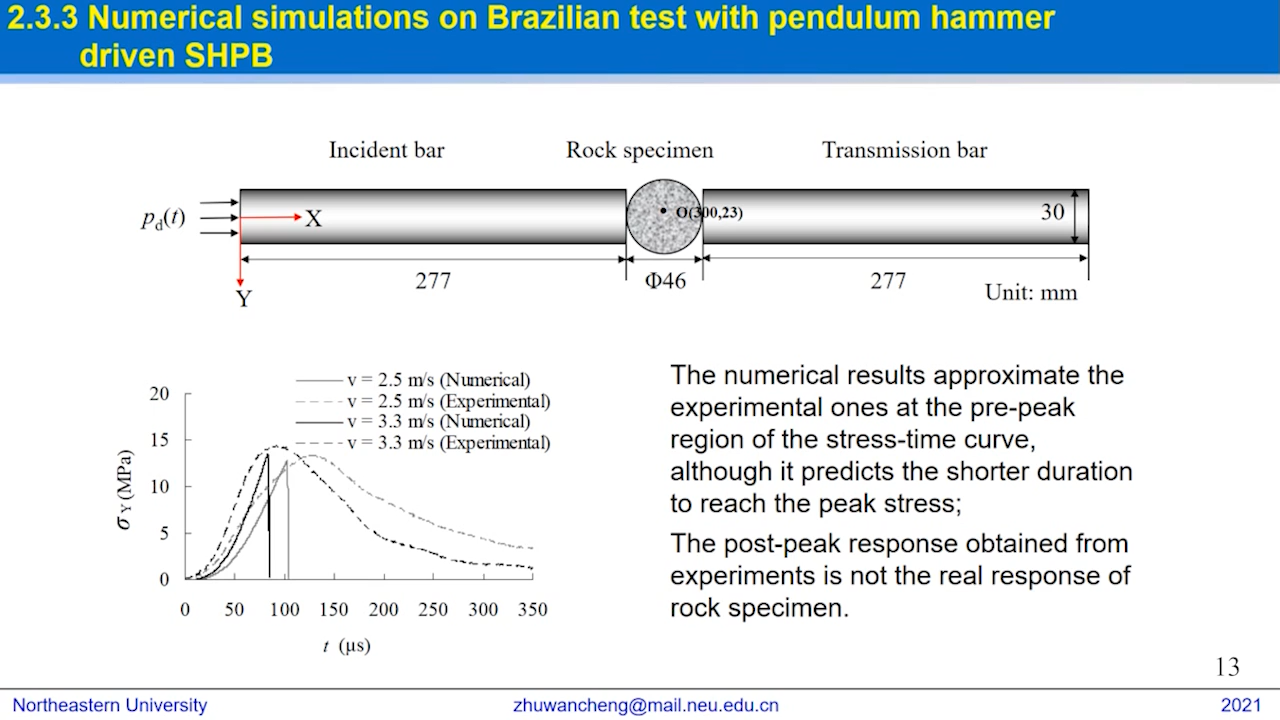 2.3.3 Numerical simulations on Brazilian test with pendulum hammer
driven SHPB
Incident bar
Rock specimen
Transmission bar
pd(t)
X
O(300,23)
30
277
Φ46
277
Y
Unit: mm
v = 2.5 m/s (Numerical)
v = 2.5 m/s (Experimental)
v = 3.3 m/s (Numerical)
v = 3.3 m/s (Experimental)
20
15
10
5
0
σY (MPa)
0 50 100 150 200 250 300 350
t (μs)
The numerical results approximate the
experimental ones at the pre-peak
region of the stress-time curve,
although it predicts the shorter duration
to reach the peak stress;
The post-peak response obtained from
experiments is not the real response of
rock specimen.
13
Northeastern University
zhuwancheng@mail.neu.edu.cn
2021